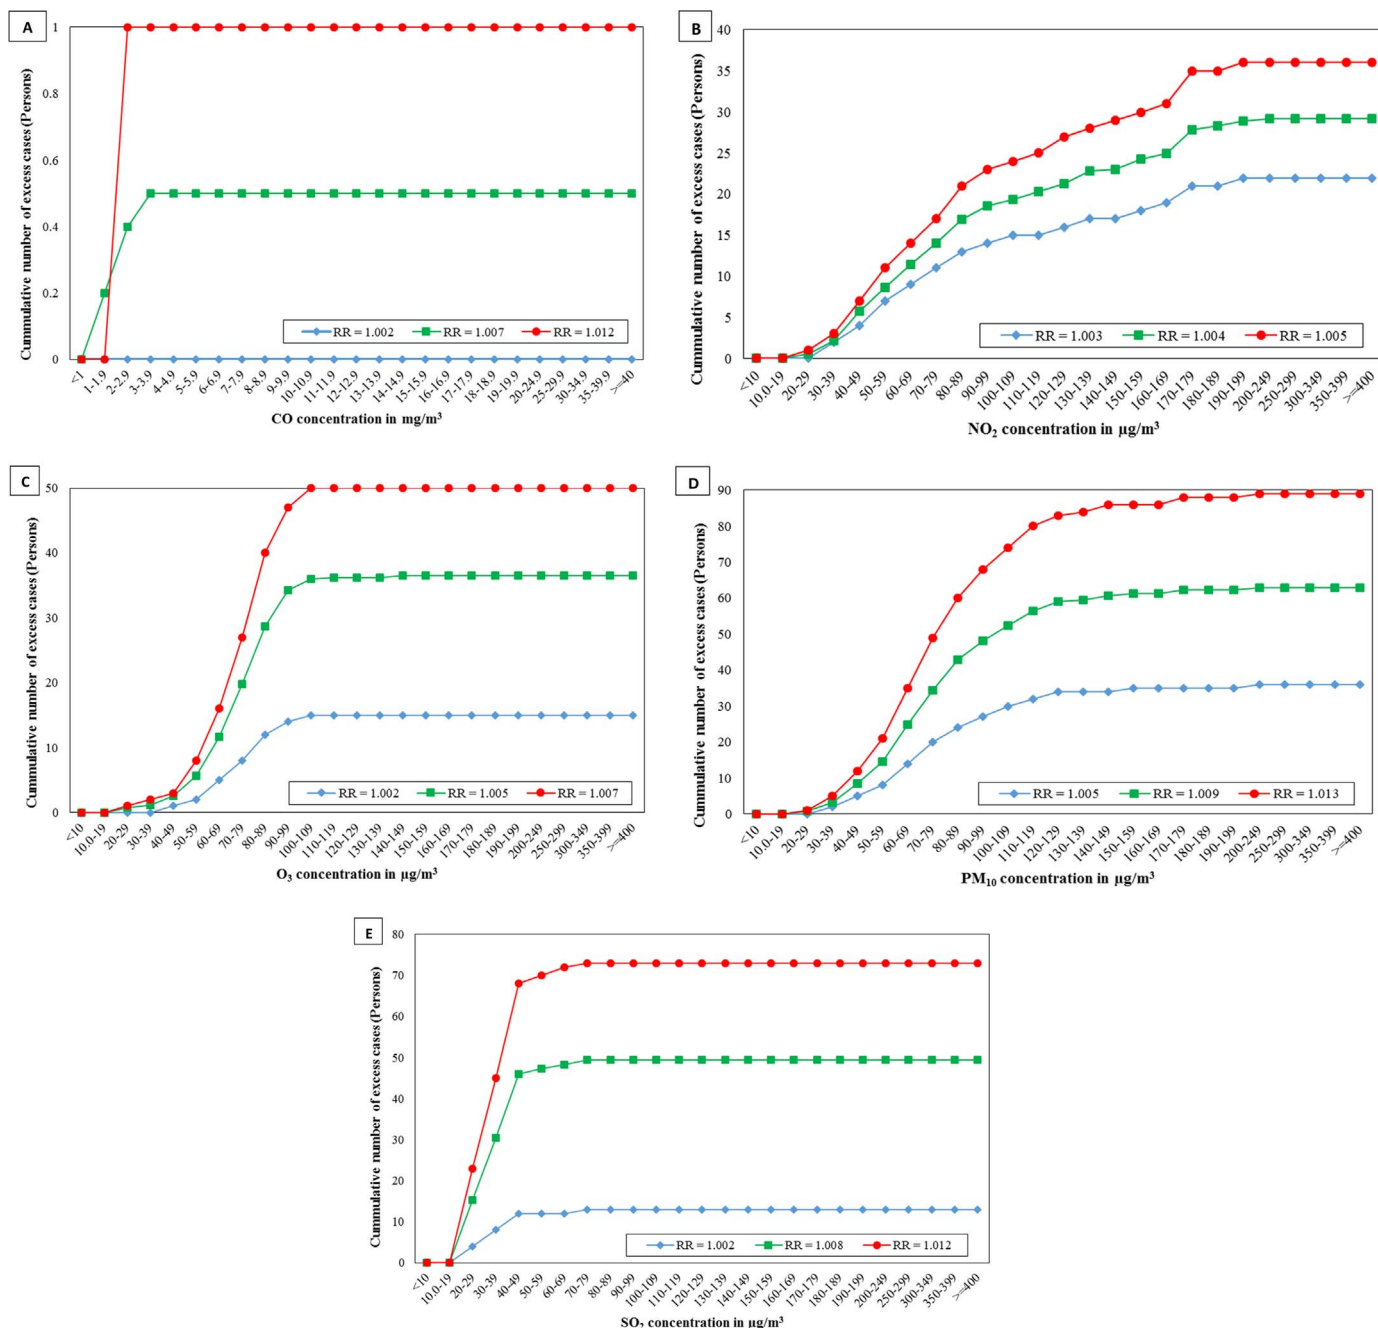 A
Cummulative number of excess cases (Persons)
1
0.8
0.6
0.4
0.2
0
RR = 1.002 RR = 1.007 RR = 1.012
<1 1-1.9 2-2.9 3-3.9 4-4.9 5-5.9 6-6.9 7-7.9 8-8.9 9-9.9 10-10.9 11-11.9 12-12.9 13-13.9 14-14.9 15-15.9 16-16.9 17-17.9 18-18.9 19-19.9 20-24.9 25-29.9 30-34.9 35-39.9 >=40
CO concentration in mg/m³
B
Cummulative number of excess cases (Persons)
40
35
30
25
20
15
10
5
0
RR = 1.003 RR = 1.004 RR = 1.005
<10 10.0-19 20-29 30-39 40-49 50-59 60-69 70-79 80-89 90-99 100-109 110-119 120-129 130-139 140-149 150-159 160-169 170-179 180-189 190-199 200-249 250-299 300-349 350-399 >=400
NO₂ concentration in µg/m³
C
Cummulative number of excess cases (Persons)
50
40
30
20
10
0
RR = 1.002 RR = 1.005 RR = 1.007
<10 10.0-19 20-29 30-39 40-49 50-59 60-69 70-79 80-89 90-99 100-109 110-119 120-129 130-139 140-149 150-159 160-169 170-179 180-189 190-199 200-249 250-299 300-349 350-399 >=400
O₃ concentration in µg/m³
D
Cummulative number of excess cases (Persons)
90
80
70
60
50
40
30
20
10
0
RR = 1.005 RR = 1.009 RR = 1.013
<10 10.0-19 20-29 30-39 40-49 50-59 60-69 70-79 80-89 90-99 100-109 110-119 120-129 130-139 140-149 150-159 160-169 170-179 180-189 190-199 200-249 250-299 300-349 350-399 >=400
PM₁₀ concentration in µg/m³
E
Cummulative number of excess cases (Persons)
80
70
60
50
40
30
20
10
0
RR = 1.002 RR = 1.008 RR = 1.012
<10 10.0-19 20-29 30-39 40-49 50-59 60-69 70-79 80-89 90-99 100-109 110-119 120-129 130-139 140-149 150-159 160-169 170-179 180-189 190-199 200-249 250-299 300-349 350-399 >=400
SO₂ concentration in µg/m³